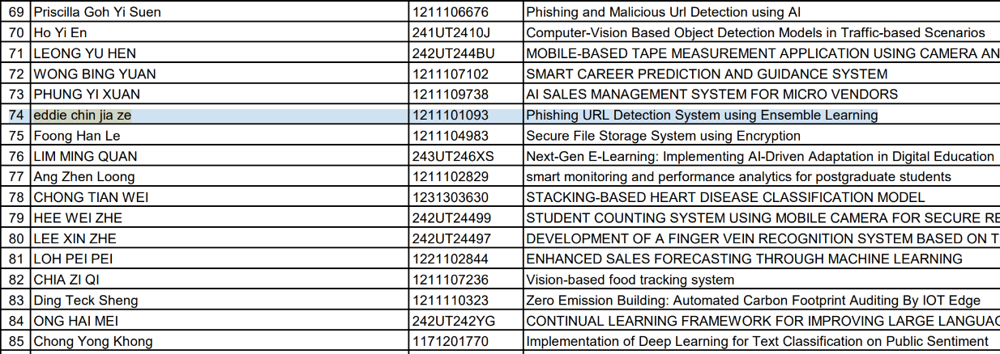 69 Priscilla Goh Yi Suen 1211106676 Phishing and Malicious Url Detection using AI
70 Ho Yi En 241UT2410J Computer-Vision Based Object Detection Models in Traffic-based Scenarios
71 LEONG YU HEN 242UT244BU MOBILE-BASED TAPE MEASUREMENT APPLICATION USING CAMERA AN
72 WONG BING YUAN 1211107102 SMART CAREER PREDICTION AND GUIDANCE SYSTEM
73 PHUNG YI XUAN 1211109738 AI SALES MANAGEMENT SYSTEM FOR MICRO VENDORS
74 eddie chin jia ze 1211101093 Phishing URL Detection System using Ensemble Learning
75 Foong Han Le 1211104983 Secure File Storage System using Encryption
76 LIM MING QUAN 243UT246XS Next-Gen E-Learning: Implementing AI-Driven Adaptation in Digital Education
77 Ang Zhen Loong 1211102829 smart monitoring and performance analytics for postgraduate students
78 CHONG TIAN WEI 1231303630 STACKING-BASED HEART DISEASE CLASSIFICATION MODEL
79 HEE WEI ZHE 242UT24499 STUDENT COUNTING SYSTEM USING MOBILE CAMERA FOR SECURE RE
80 LEE XIN ZHE 242UT24497 DEVELOPMENT OF A FINGER VEIN RECOGNITION SYSTEM BASED ON T
81 LOH PEI PEI 1221102844 ENHANCED SALES FORECASTING THROUGH MACHINE LEARNING
82 CHIA ZI QI 1211107236 Vision-based food tracking system
83 Ding Teck Sheng 1211110323 Zero Emission Building: Automated Carbon Footprint Auditing By IOT Edge
84 ONG HAI MEI 242UT242YG CONTINUAL LEARNING FRAMEWORK FOR IMPROVING LARGE LANGUAG
85 Chong Yong Khong 1171201770 Implementation of Deep Learning for Text Classification on Public Sentiment